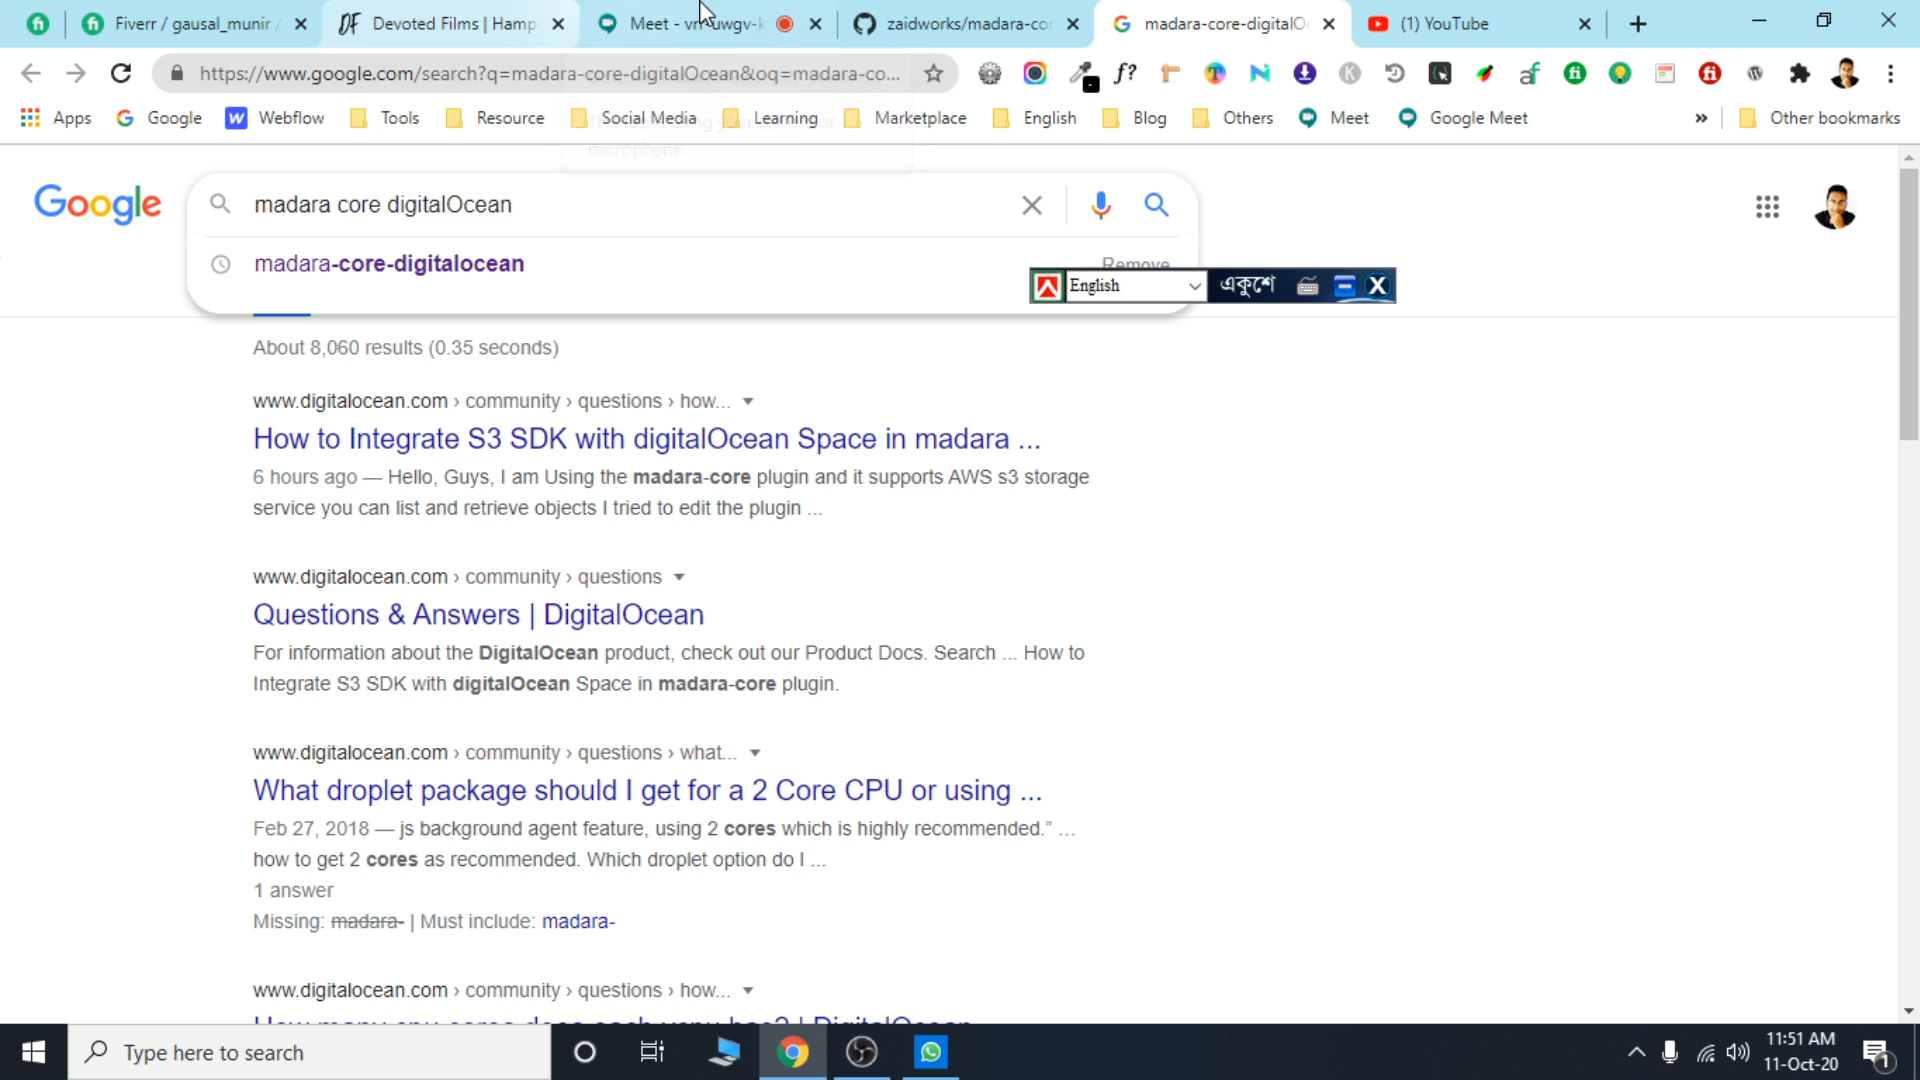 Fiverr / gausal_munir /
Devoted Films | Hamp
Meet - vri-uwgv-k
zaidworks/madara-cor
madara-core-digitalO
(1) YouTube
https://www.google.com/search?q=madara-core-digitalOcean&oq=madara-co...
Apps
Google
Webflow
Tools
Resource
Social Media
Learning
Marketplace
English
Blog
Others
Meet
Google Meet
»
Other bookmarks
microphone.
Google
madara core digitalOcean
madara-core-digitalocean
Remove
English
একুশে
About 8,060 results (0.35 seconds)
www.digitalocean.com › community › questions › how...
How to Integrate S3 SDK with digitalOcean Space in madara ...
6 hours ago — Hello, Guys, I am Using the madara-core plugin and it supports AWS s3 storage
service you can list and retrieve objects I tried to edit the plugin ...
www.digitalocean.com › community › questions
Questions & Answers | DigitalOcean
For information about the DigitalOcean product, check out our Product Docs. Search ... How to
Integrate S3 SDK with digitalOcean Space in madara-core plugin.
www.digitalocean.com › community › questions › what...
What droplet package should I get for a 2 Core CPU or using ...
Feb 27, 2018 — js background agent feature, using 2 cores which is highly recommended.” ...
how to get 2 cores as recommended. Which droplet option do I ...
1 answer
Missing: madara- | Must include: madara-
www.digitalocean.com › community › questions › how...
Type here to search
11:51 AM
11-Oct-20
1